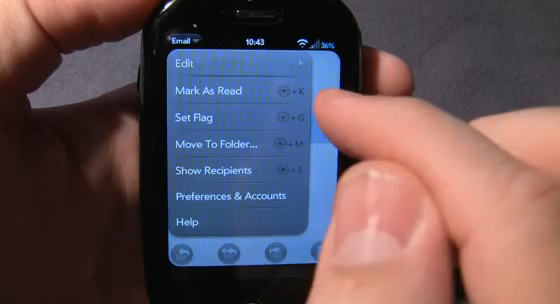 Email 10:43 36%
Edit
Mark As Read + K
Set Flag + G
Move To Folder... + M
Show Recipients + S
Preferences & Accounts
Help